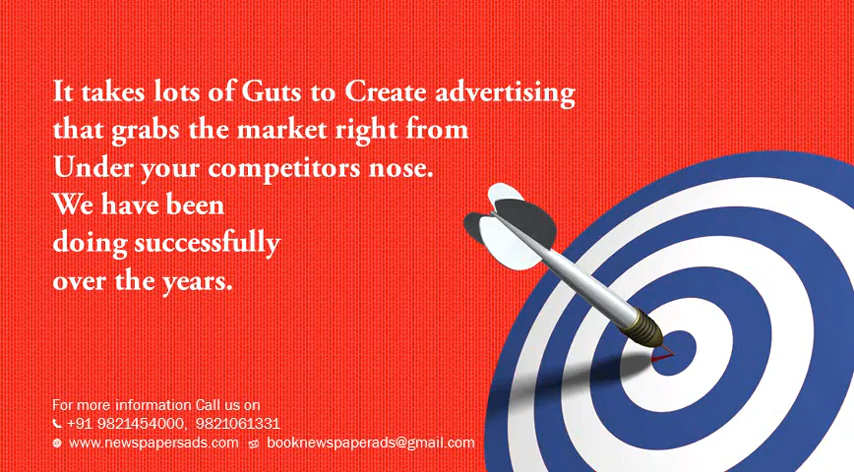 It takes lots of Guts to Create advertising
that grabs the market right from
Under your competitors nose.
We have been
doing successfully
over the years.
For more information Call us on
+91 9821454000, 9821061331
www.newspapersads.com booknewspaperads@gmail.com